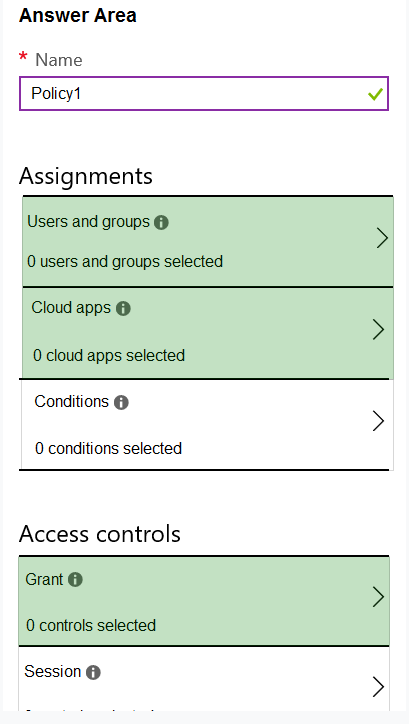 Answer Area
* Name
Policy1
Assignments
Users and groups
0 users and groups selected
Cloud apps
0 cloud apps selected
Conditions
0 conditions selected
Access controls
Grant
0 controls selected
Session